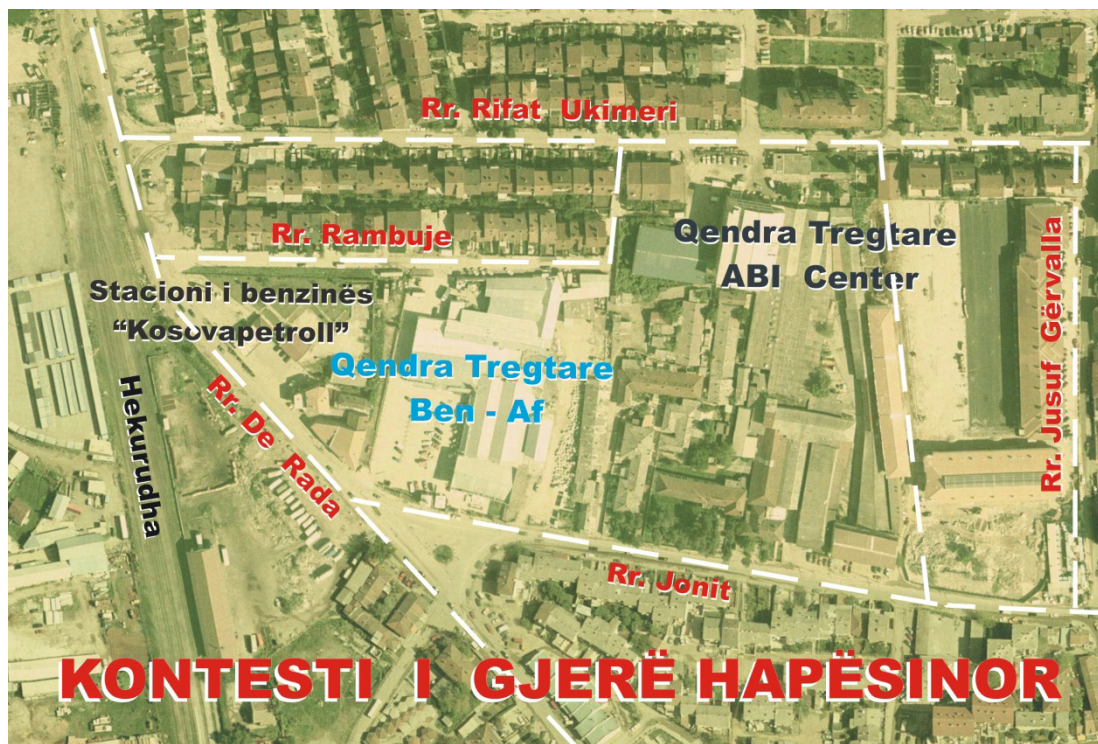 Rr. Rifat Ukimeri
Rr. Rambuje
Qendra Tregtare
ABI Center
Stacioni i benzinës
“Kosovapetroll”
Qendra Tregtare
Ben - Af
Hekurudha
Rr. De Rada
Rr. Jusuf Gërvalla
Rr. Jonit
KONTESTI I GJERË HAPËSINOR